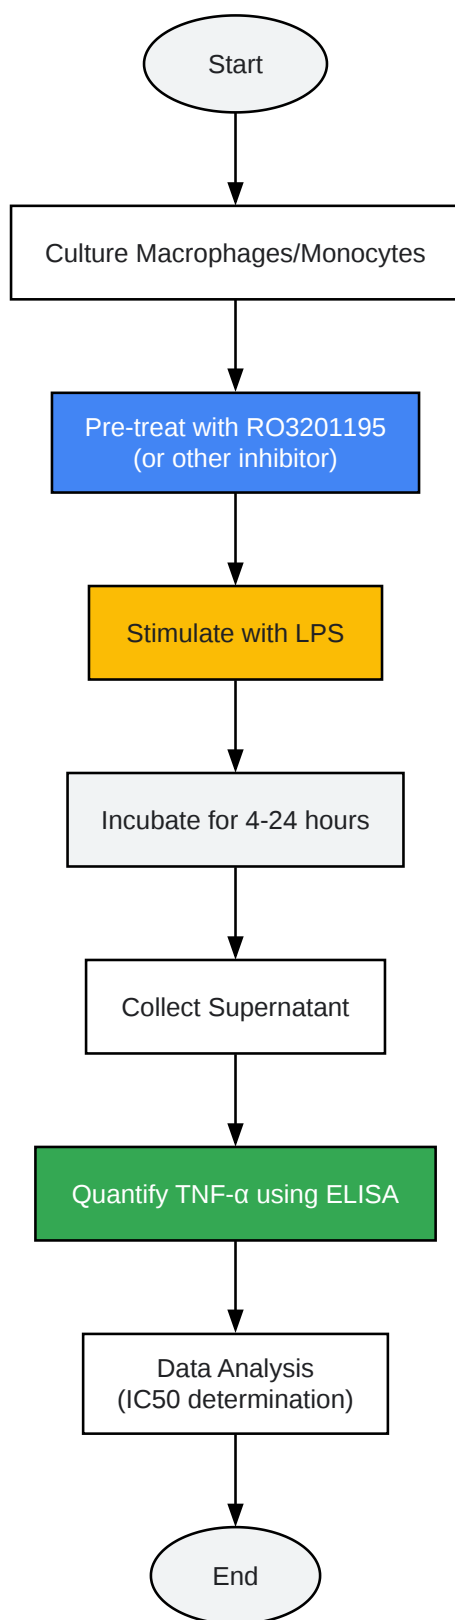 Start
Culture Macrophages/Monocytes
Pre-treat with RO3201195
(or other inhibitor)
Stimulate with LPS
Incubate for 4-24 hours
Collect Supernatant
Quantify TNF-α using ELISA
Data Analysis
(IC50 determination)
End